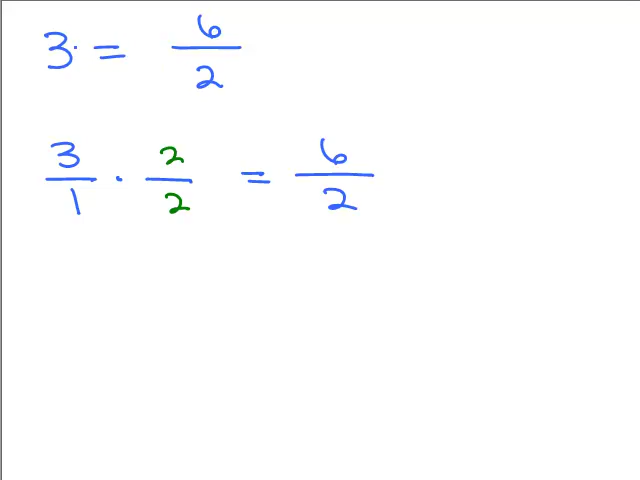 3 = 6/2
3/1 · 2/2 = 6/2